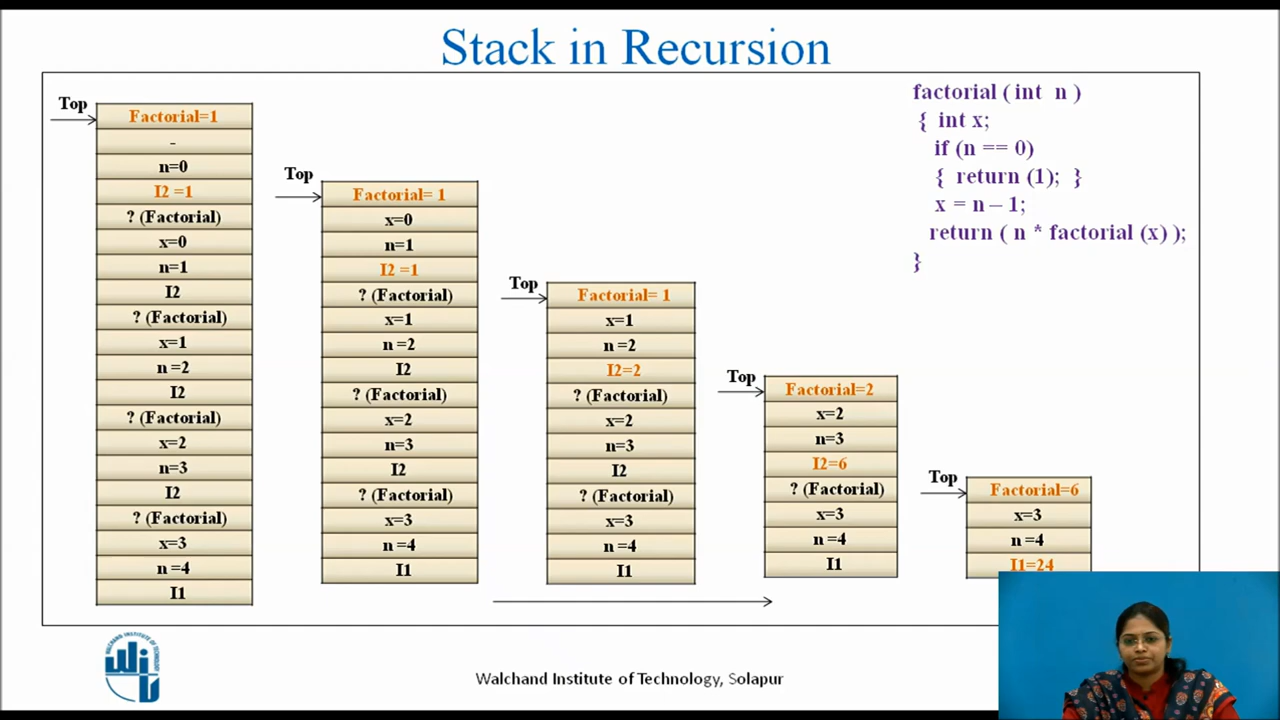 Stack in Recursion
Top
Factorial=1
-
n=0
I2 =1
? (Factorial)
x=0
n=1
I2
? (Factorial)
x=1
n =2
I2
? (Factorial)
x=2
n=3
I2
? (Factorial)
x=3
n =4
I1
Top
Factorial= 1
x=0
n=1
I2 =1
? (Factorial)
x=1
n =2
I2
? (Factorial)
x=2
n=3
I2
? (Factorial)
x=3
n =4
I1
Top
Factorial= 1
x=1
n =2
I2=2
? (Factorial)
x=2
n=3
I2
? (Factorial)
x=3
n =4
I1
Top
Factorial=2
x=2
n=3
I2=6
? (Factorial)
x=3
n =4
I1
Top
Factorial=6
x=3
n =4
I1=24
factorial ( int n )
{ int x;
if (n == 0)
{ return (1); }
x = n – 1;
return ( n * factorial (x) );
}
Walchand Institute of Technology, Solapur